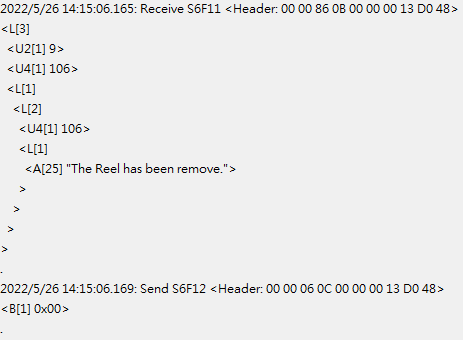 2022/5/26 14:15:06.165: Receive S6F11 <Header: 00 00 86 0B 00 00 00 13 D0 48>
<L[3]
<U2[1] 9>
<U4[1] 106>
<L[1]
<L[2]
<U4[1] 106>
<L[1]
<A[25] "The Reel has been remove.">
>
>
>
>
.
2022/5/26 14:15:06.169: Send S6F12 <Header: 00 00 06 0C 00 00 00 13 D0 48>
<B[1] 0x00>
.